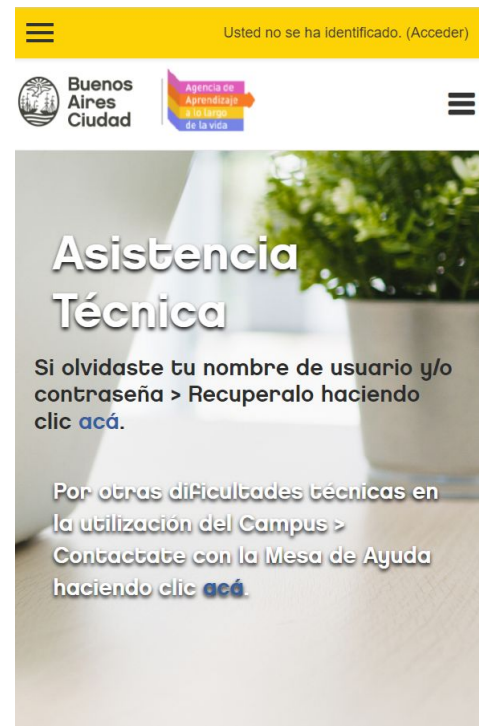 Usted no se ha identificado. (Acceder)
Buenos
Aires
Ciudad
Agencia de
Aprendizaje
a lo largo
de la vida
Asistencia
Técnica
Si olvidaste tu nombre de usuario y/o
contraseña > Recuperalo haciendo
clic acá.
Por otras dificultades técnicas en
la utilización del Campus >
Contactate con la Mesa de Ayuda
haciendo clic acá.